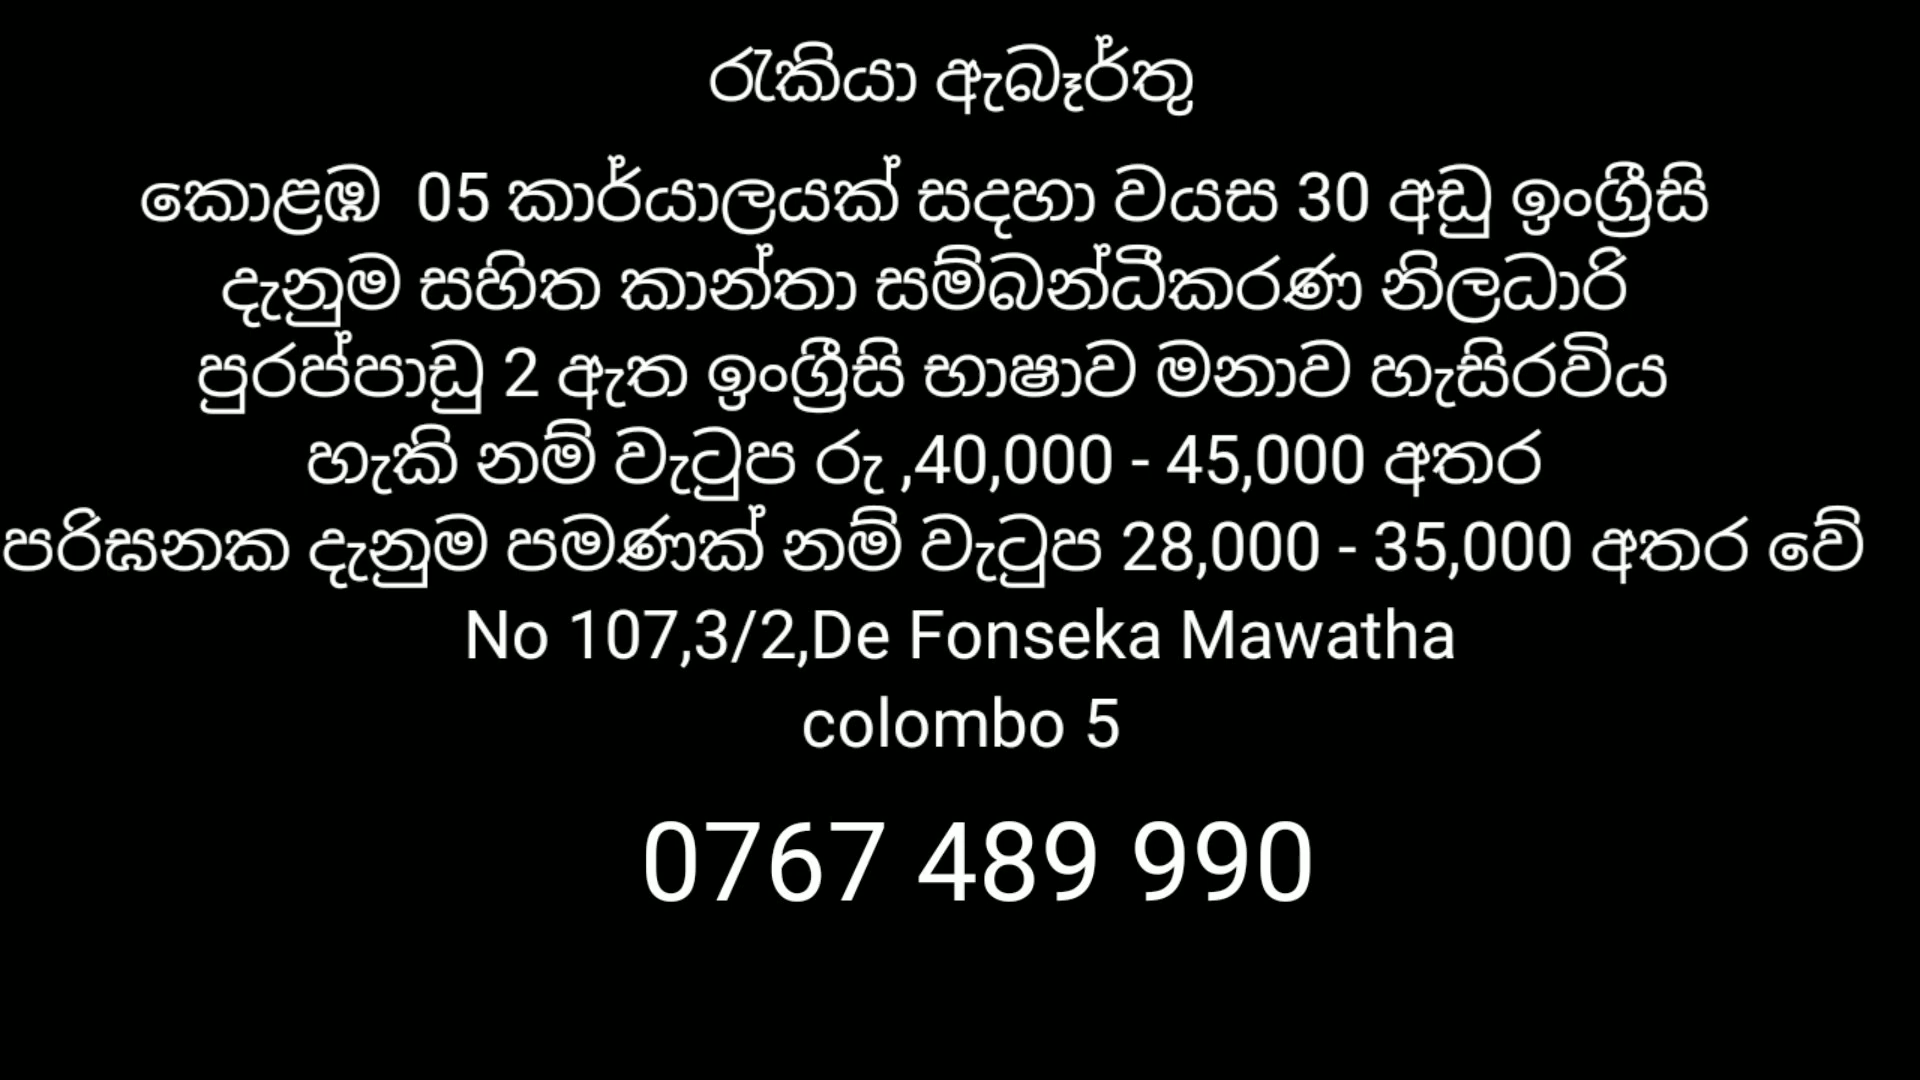 රැකියා ඇබෑර්තු
කොළඹ 05 කාර්යාලයක් සදහා වයස 30 අඩු ඉංග්‍රීසි
දැනුම සහිත කාන්තා සම්බන්ධීකරණ නිලධාරි
පුරප්පාඩු 2 ඇත ඉංග්‍රීසි භාෂාව මනාව හැසිරවිය
හැකි නම් වැටුප රු ,40,000 - 45,000 අතර
පරිඝනක දැනුම පමණක් නම් වැටුප 28,000 - 35,000 අතර වේ
No 107,3/2,De Fonseka Mawatha
colombo 5
0767 489 990